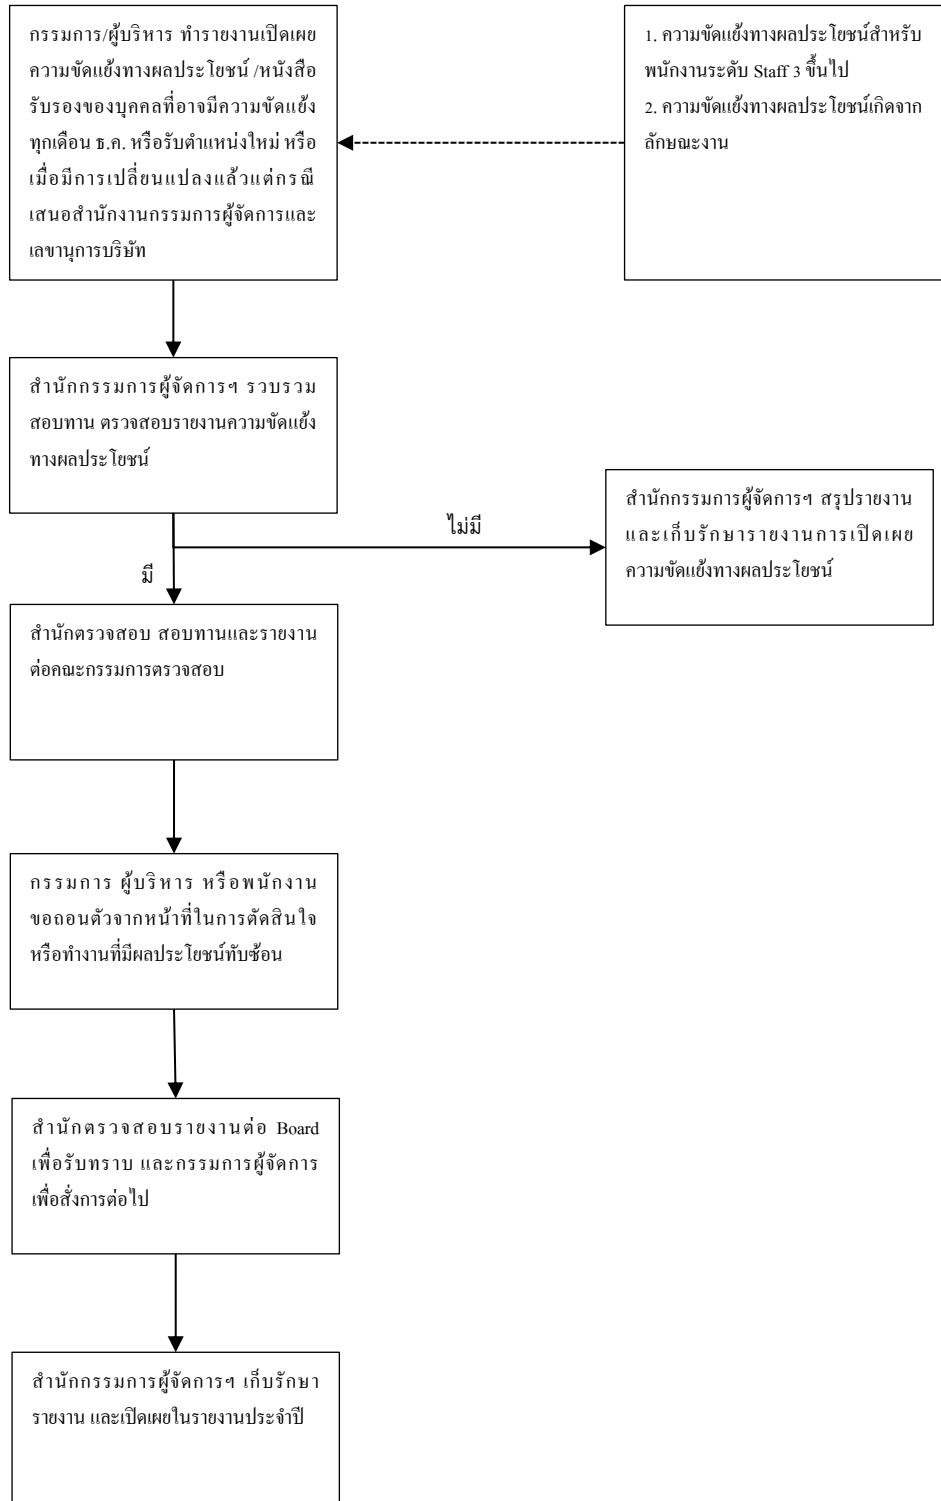 กรรมการ/ผู้บริหาร ทำรายงานเปิดเผย
ความขัดแย้งทางผลประโยชน์ /หนังสือ
รับรองของบุคคลที่อาจมีความขัดแย้ง
ทุกเดือน ธ.ค. หรือรับตำแหน่งใหม่ หรือ
เมื่อมีการเปลี่ยนแปลงแล้วแต่กรณี
เสนอสำนักงานกรรมการผู้จัดการและ
เลขานุการบริษัท
1. ความขัดแย้งทางผลประโยชน์สำหรับ
พนักงานระดับ Staff 3 ขึ้นไป
2. ความขัดแย้งทางผลประโยชน์เกิดจาก
ลักษณะงาน
สำนักกรรมการผู้จัดการฯ รวบรวม
สอบทาน ตรวจสอบรายงานความขัดแย้ง
ทางผลประโยชน์
ไม่มี
สำนักกรรมการผู้จัดการฯ สรุปรายงาน
และเก็บรักษารายงานการเปิดเผย
ความขัดแย้งทางผลประโยชน์
มี
สำนักตรวจสอบ สอบทานและรายงาน
ต่อคณะกรรมการตรวจสอบ
กรรมการ ผู้บริหาร หรือพนักงาน
ขอถอนตัวจากหน้าที่ในการตัดสินใจ
หรือทำงานที่มีผลประโยชน์ทับซ้อน
สำนักตรวจสอบรายงานต่อ Board
เพื่อรับทราบ และกรรมการผู้จัดการ
เพื่อสั่งการต่อไป
สำนักกรรมการผู้จัดการฯ เก็บรักษา
รายงาน และเปิดเผยในรายงานประจำปี